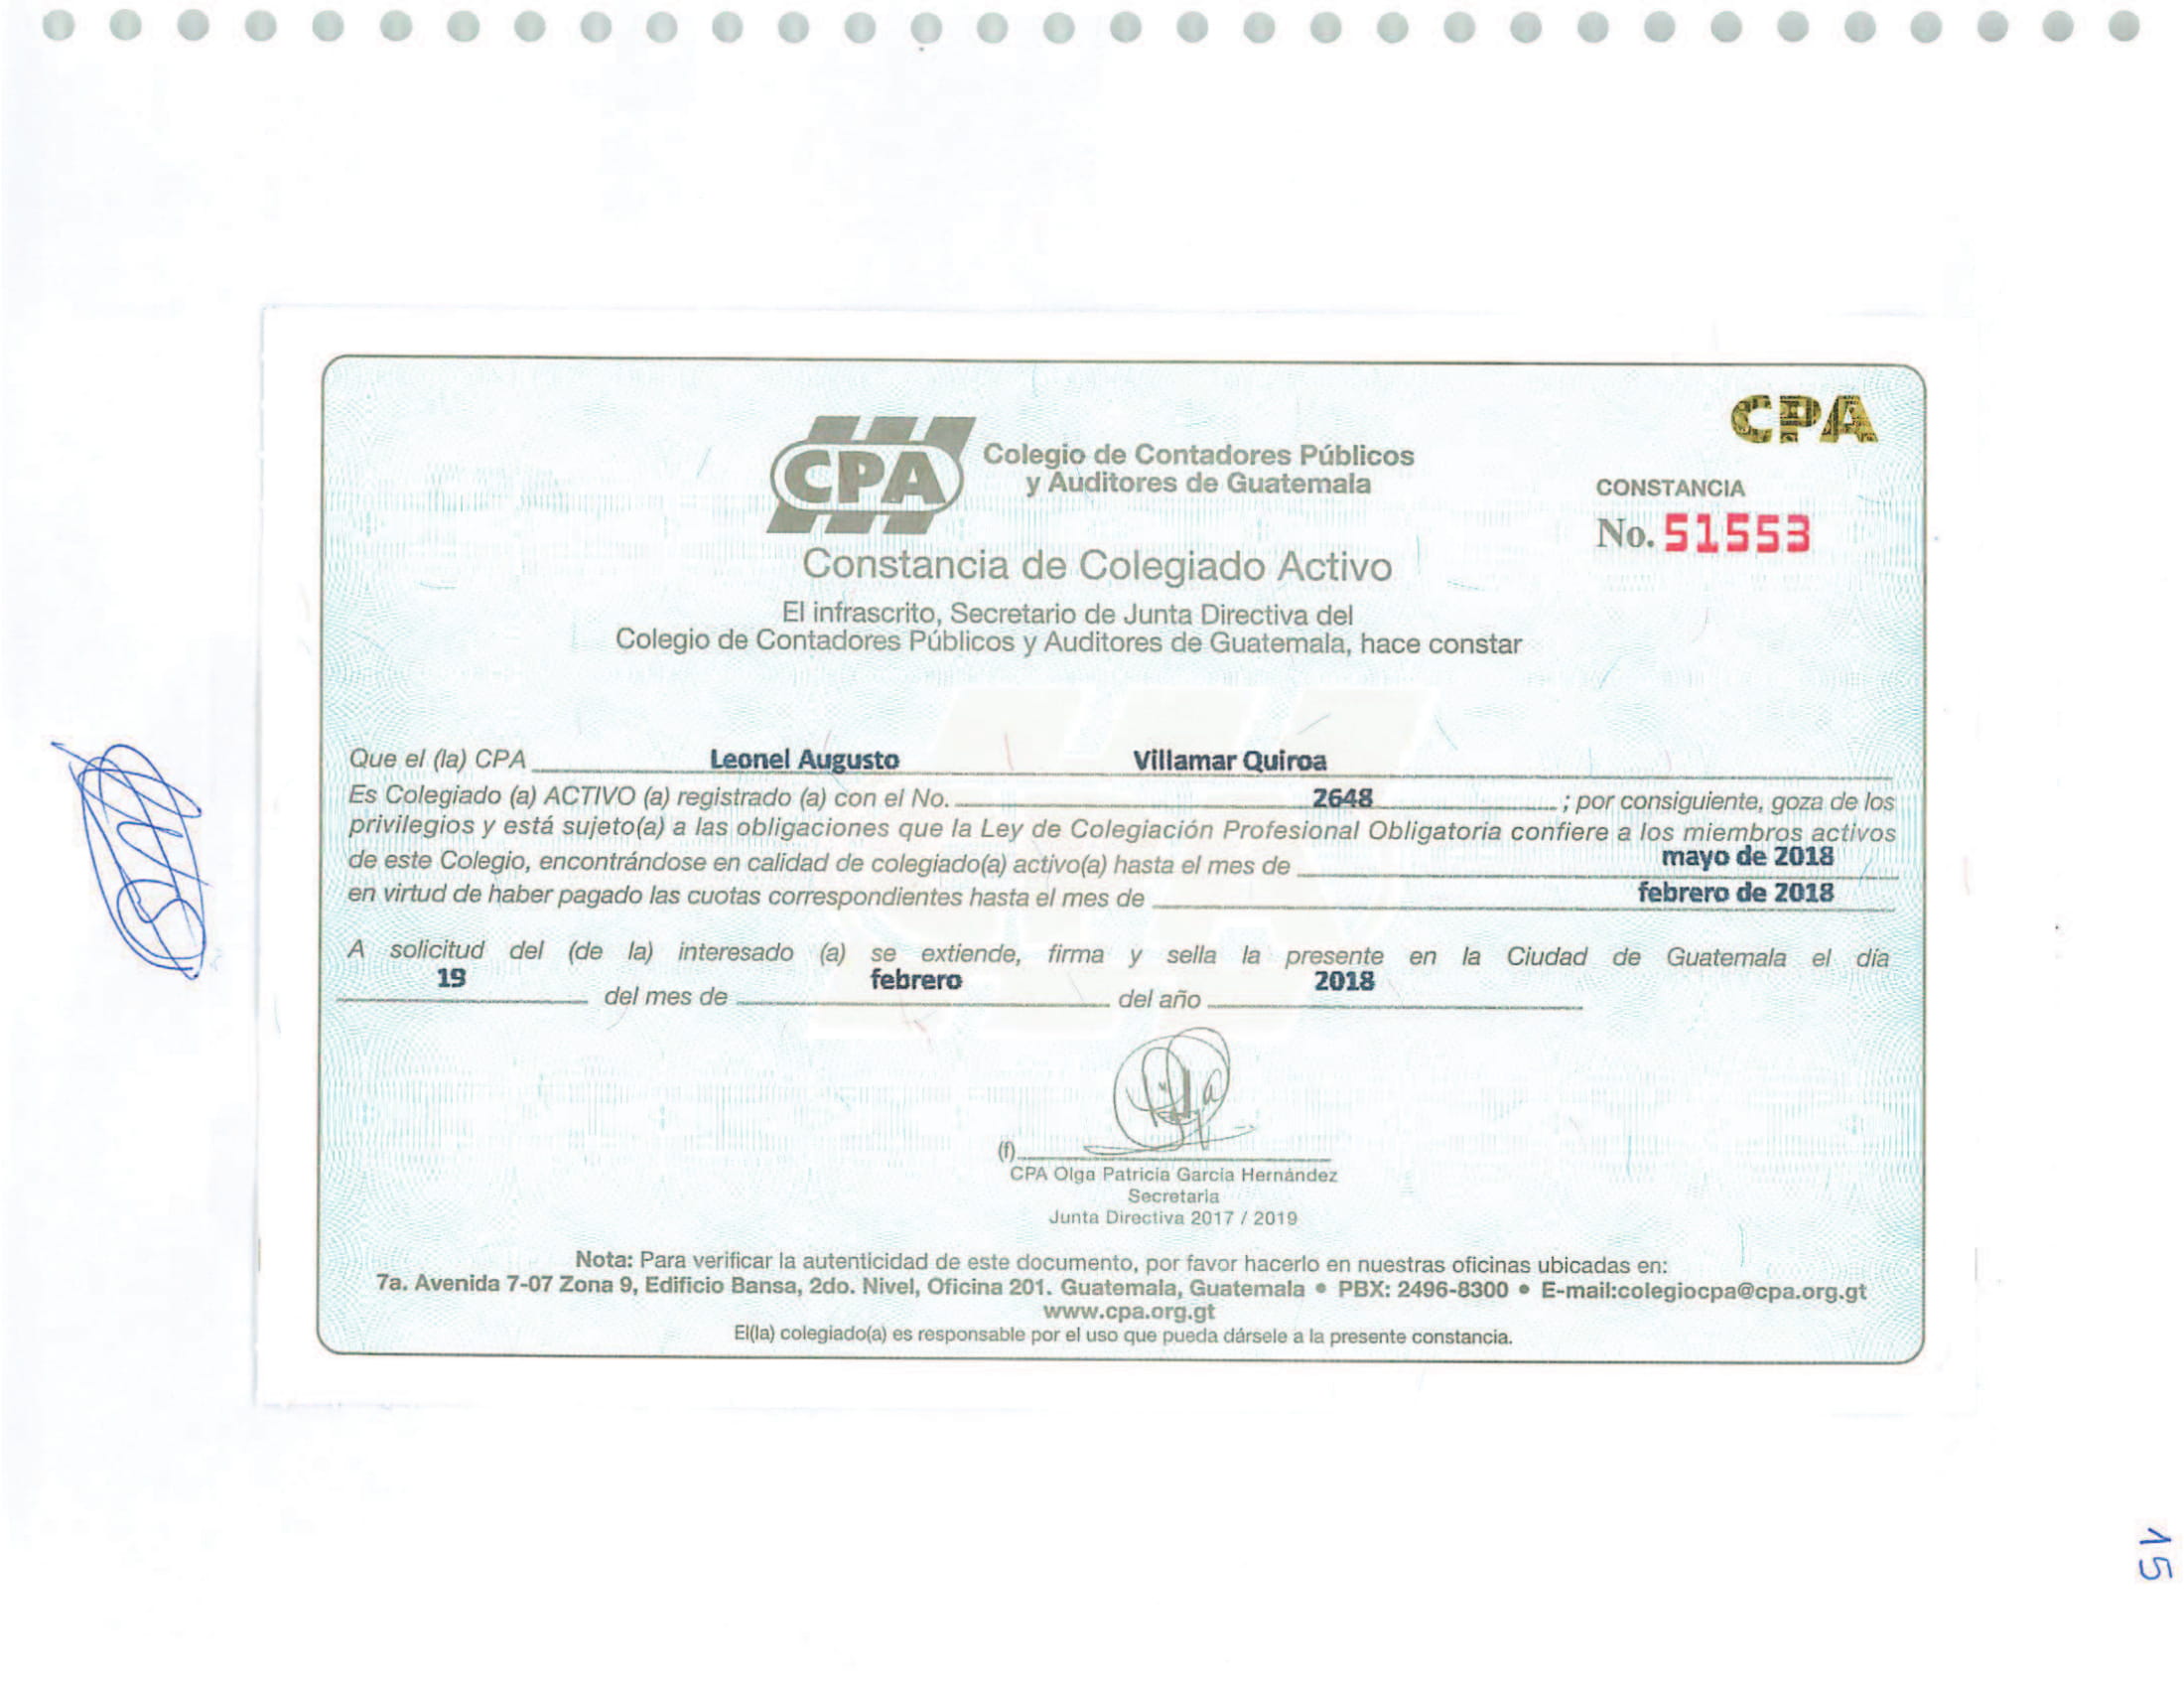 CPA
CPA
Colegio de Contadores Públicos
y Auditores de Guatemala
CONSTANCIA
No. 51553
Constancia de Colegiado Activo
El infrascrito, Secretario de Junta Directiva del
Colegio de Contadores Públicos y Auditores de Guatemala, hace constar
Que el (la) CPA Leonel Augusto Villamar Quiroa
Es Colegiado (a) ACTIVO (a) registrado (a) con el No. 2648 ; por consiguiente, goza de los
privilegios y está sujeto(a) a las obligaciones que la Ley de Colegiación Profesional Obligatoria confiere a los miembros activos
de este Colegio, encontrándose en calidad de colegiado(a) activo(a) hasta el mes de mayo de 2018
en virtud de haber pagado las cuotas correspondientes hasta el mes de febrero de 2018
A solicitud del (de la) interesado (a) se extiende, firma y sella la presente en la Ciudad de Guatemala el día
19 del mes de febrero del año 2018
(f)
CPA Olga Patricia García Hernández
Secretaria
Junta Directiva 2017 / 2019
Nota: Para verificar la autenticidad de este documento, por favor hacerlo en nuestras oficinas ubicadas en:
7a. Avenida 7-07 Zona 9, Edificio Bansa, 2do. Nivel, Oficina 201. Guatemala, Guatemala • PBX: 2496-8300 • E-mail:colegiocpa@cpa.org.gt
www.cpa.org.gt
El(la) colegiado(a) es responsable por el uso que pueda dársele a la presente constancia.
15